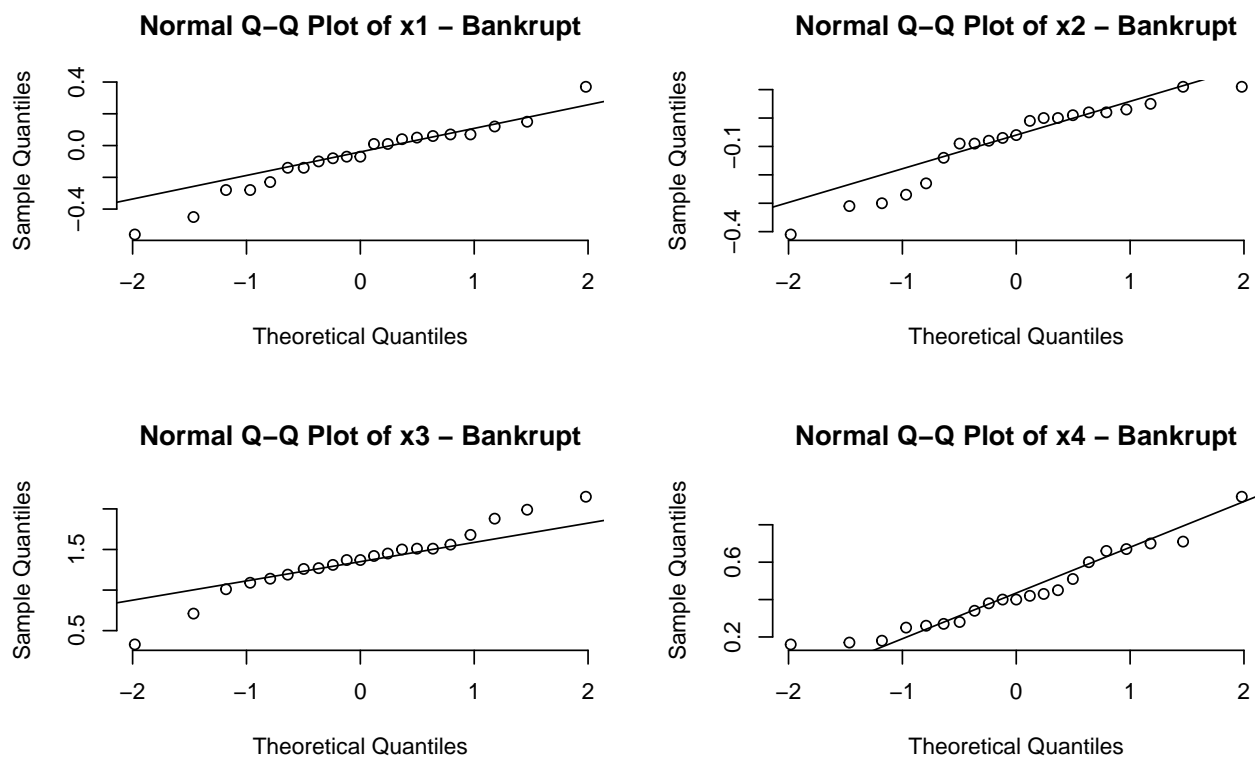 Normal Q−Q Plot of x1 − Bankrupt
Sample Quantiles
0.4
0.0
−0.4
−2
−1
0
1
2
Theoretical Quantiles
Normal Q−Q Plot of x2 − Bankrupt
Sample Quantiles
−0.1
−0.4
−2
−1
0
1
2
Theoretical Quantiles
Normal Q−Q Plot of x3 − Bankrupt
Sample Quantiles
1.5
0.5
−2
−1
0
1
2
Theoretical Quantiles
Normal Q−Q Plot of x4 − Bankrupt
Sample Quantiles
0.6
0.2
−2
−1
0
1
2
Theoretical Quantiles